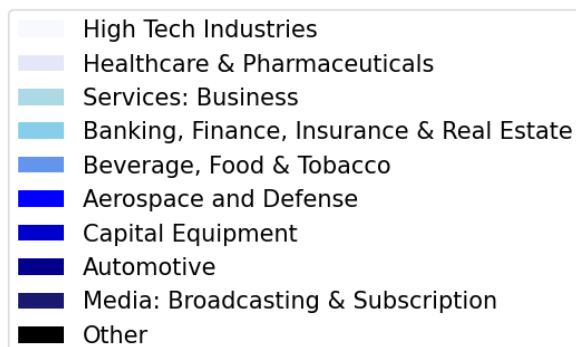 High Tech Industries
Healthcare & Pharmaceuticals
Services: Business
Banking, Finance, Insurance & Real Estate
Beverage, Food & Tobacco
Aerospace and Defense
Capital Equipment
Automotive
Media: Broadcasting & Subscription
Other